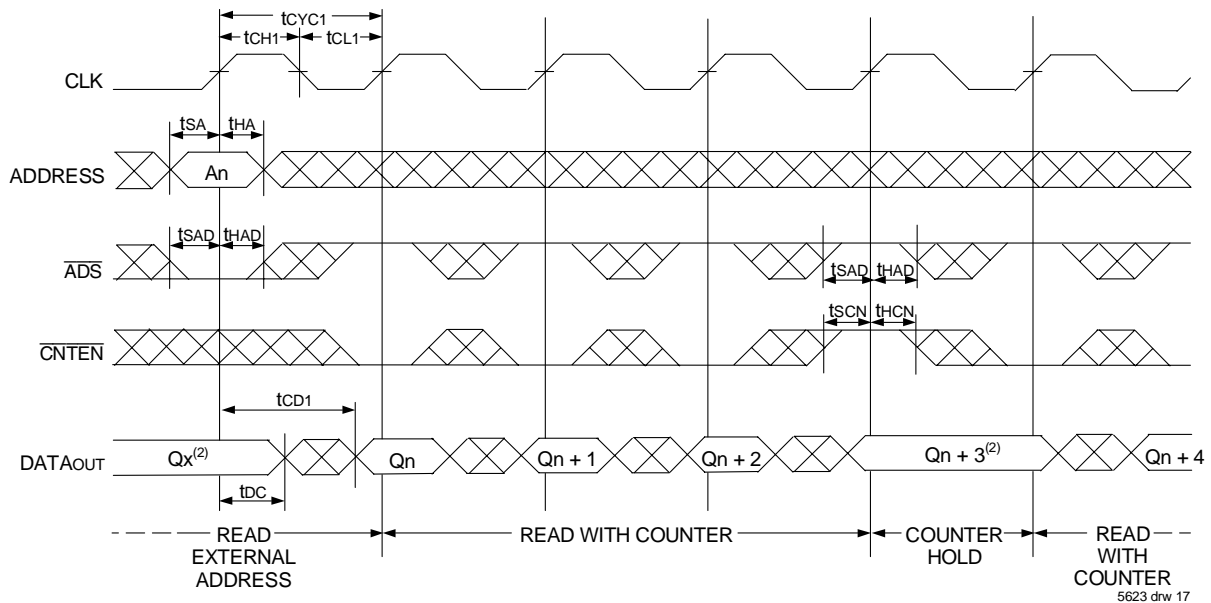 tCYC1
tCH1 tCL1
CLK
tSA tHA
ADDRESS An
tSAD tHAD
ADS tSAD tHAD
tSCN tHCN
CNTEN
tCD1
DATAOUT Qx(2) Qn Qn + 1 Qn + 2 Qn + 3(2) Qn + 4
tDC
READ EXTERNAL ADDRESS
READ WITH COUNTER
COUNTER HOLD
READ WITH COUNTER
5623 drw 17